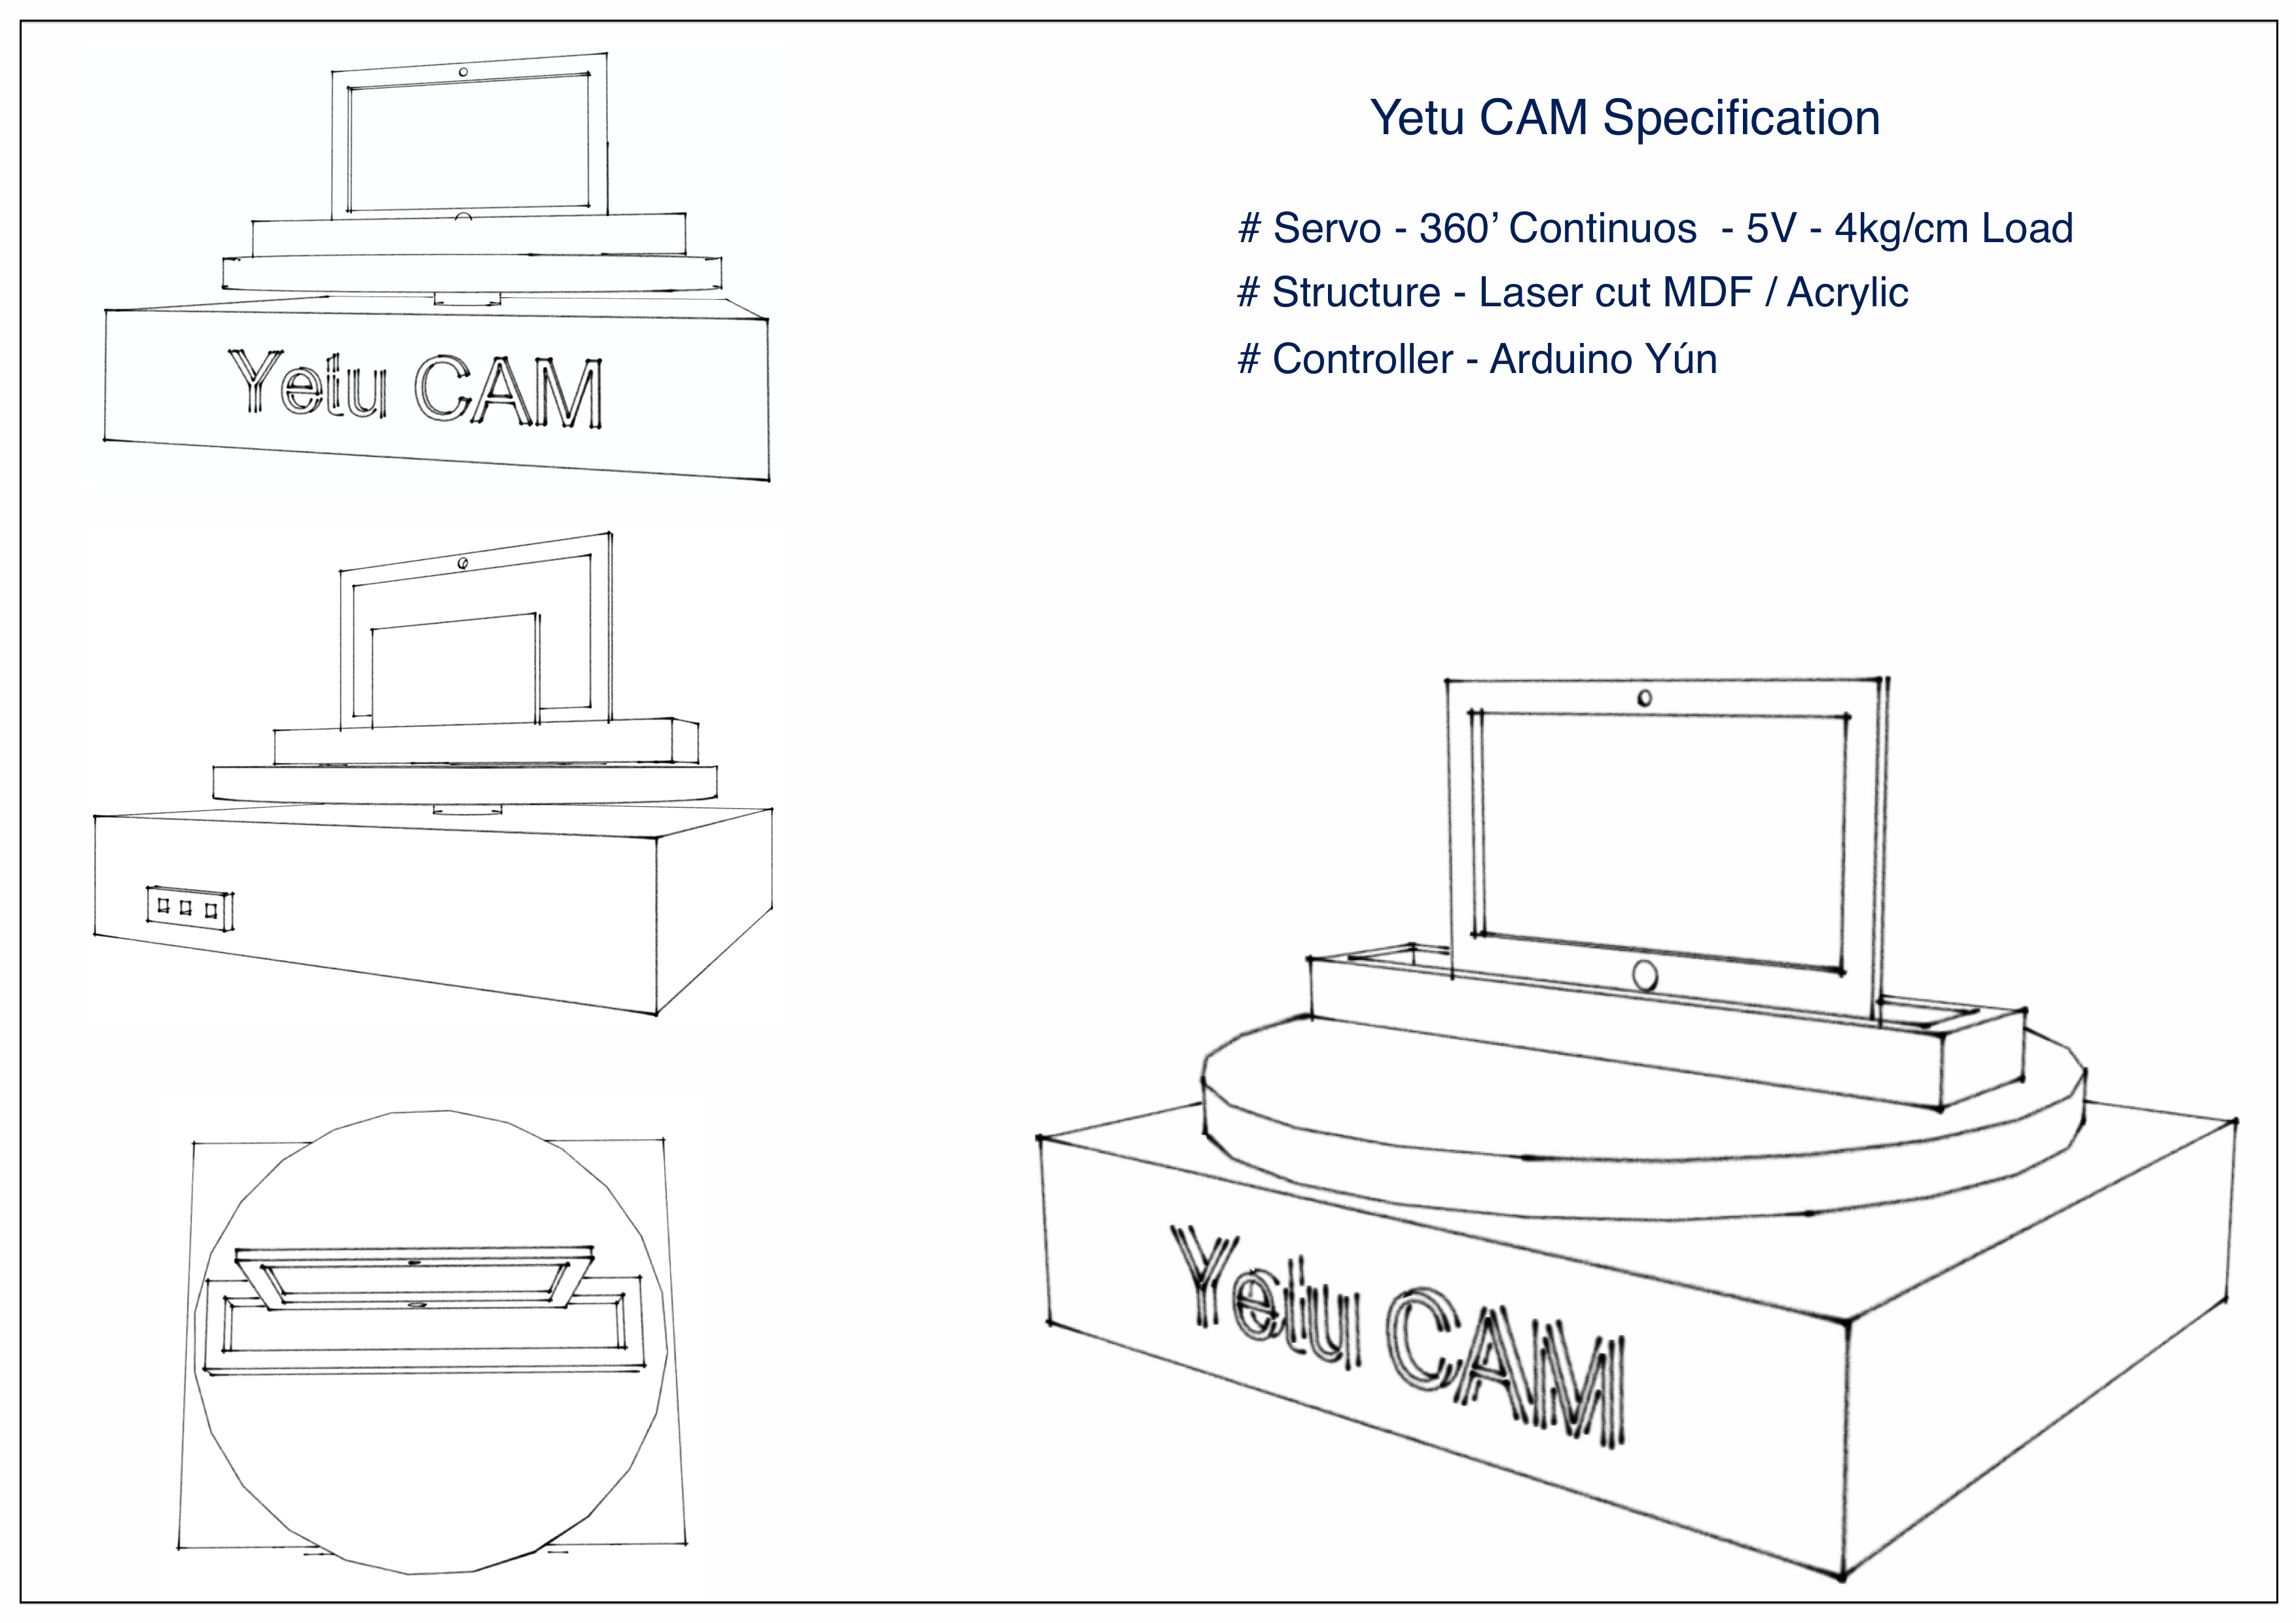 Yetu CAM Specification
# Servo - 360’ Continuos  - 5V - 4kg/cm Load
# Structure - Laser cut MDF / Acrylic
# Controller - Arduino Yún
Yetu CAM
Yetu CAM